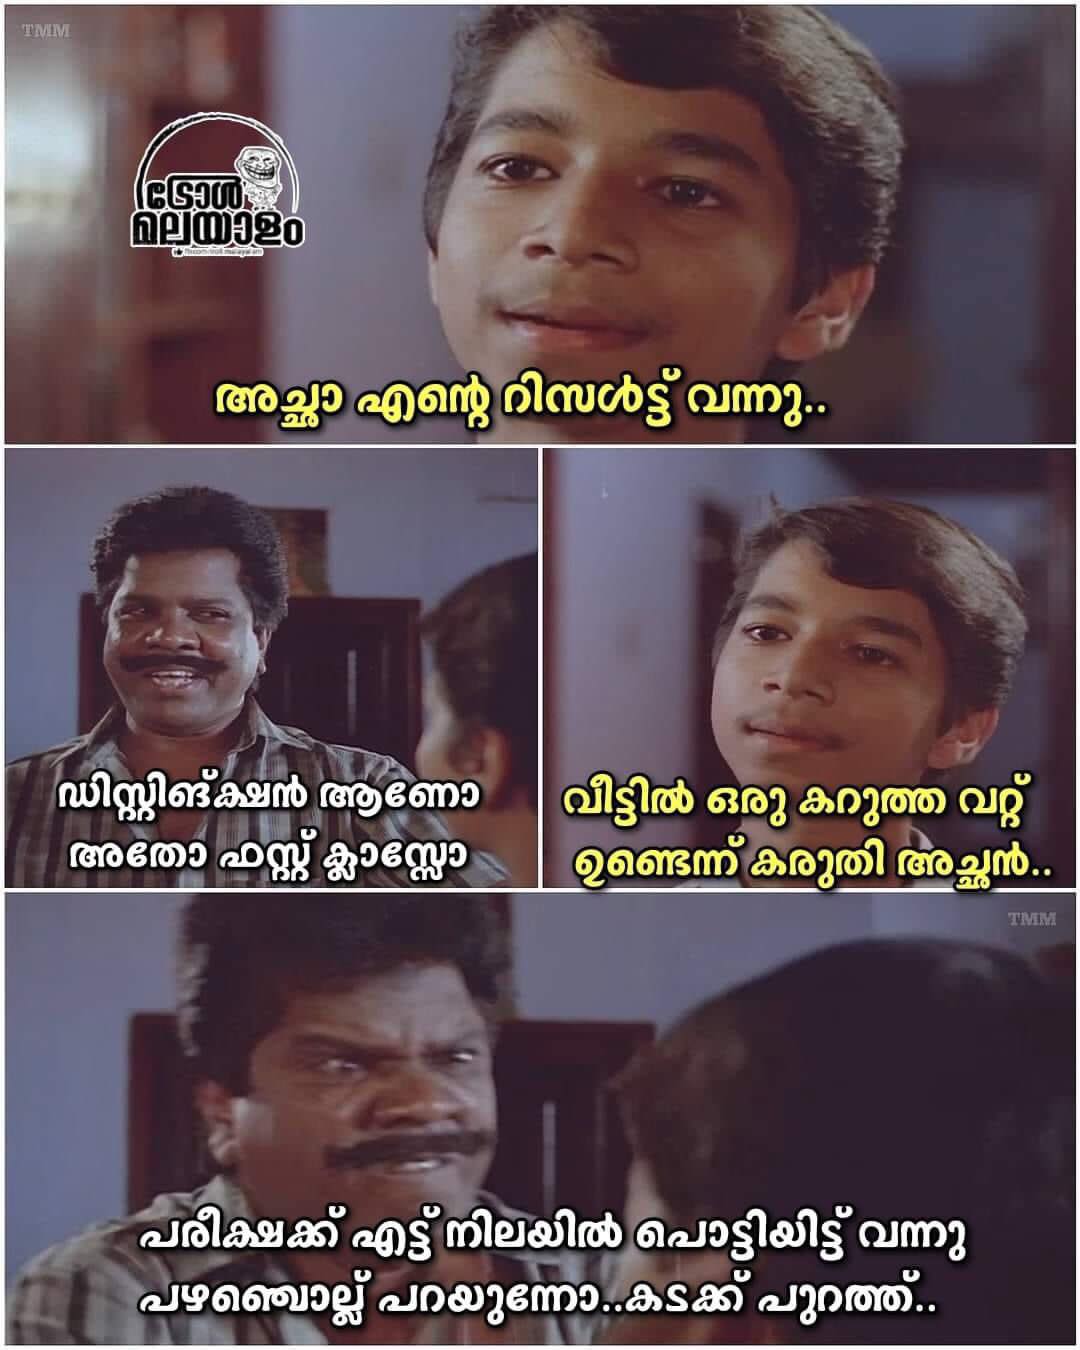 TMM
ട്രോൾ
മലയാളം
അച്ഛാ എന്റെ റിസൾട്ട് വന്നു..
ഡിസ്റ്റിങ്ക്ഷൻ ആണോ
അതോ ഫസ്റ്റ് ക്ലാസ്സോ
വീട്ടിൽ ഒരു കറുത്ത വറ്റ്
ഉണ്ടെന്ന് കരുതി അച്ഛൻ..
TMM
പരീക്ഷക്ക് എട്ട് നിലയിൽ പൊട്ടിയിട്ട് വന്നു
പഴഞ്ചൊല്ല് പറയുന്നോ..കടക്ക് പുറത്ത്..